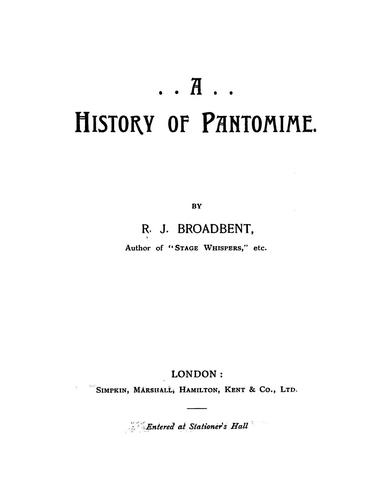 . . A . .
HISTORY OF PANTOMIME.
BY
R. J. BROADBENT,
Author of "STAGE WHISPERS," etc.
LONDON :
SIMPKIN, MARSHALL, HAMILTON, KENT & CO., LTD.
Entered at Stationer's Hall